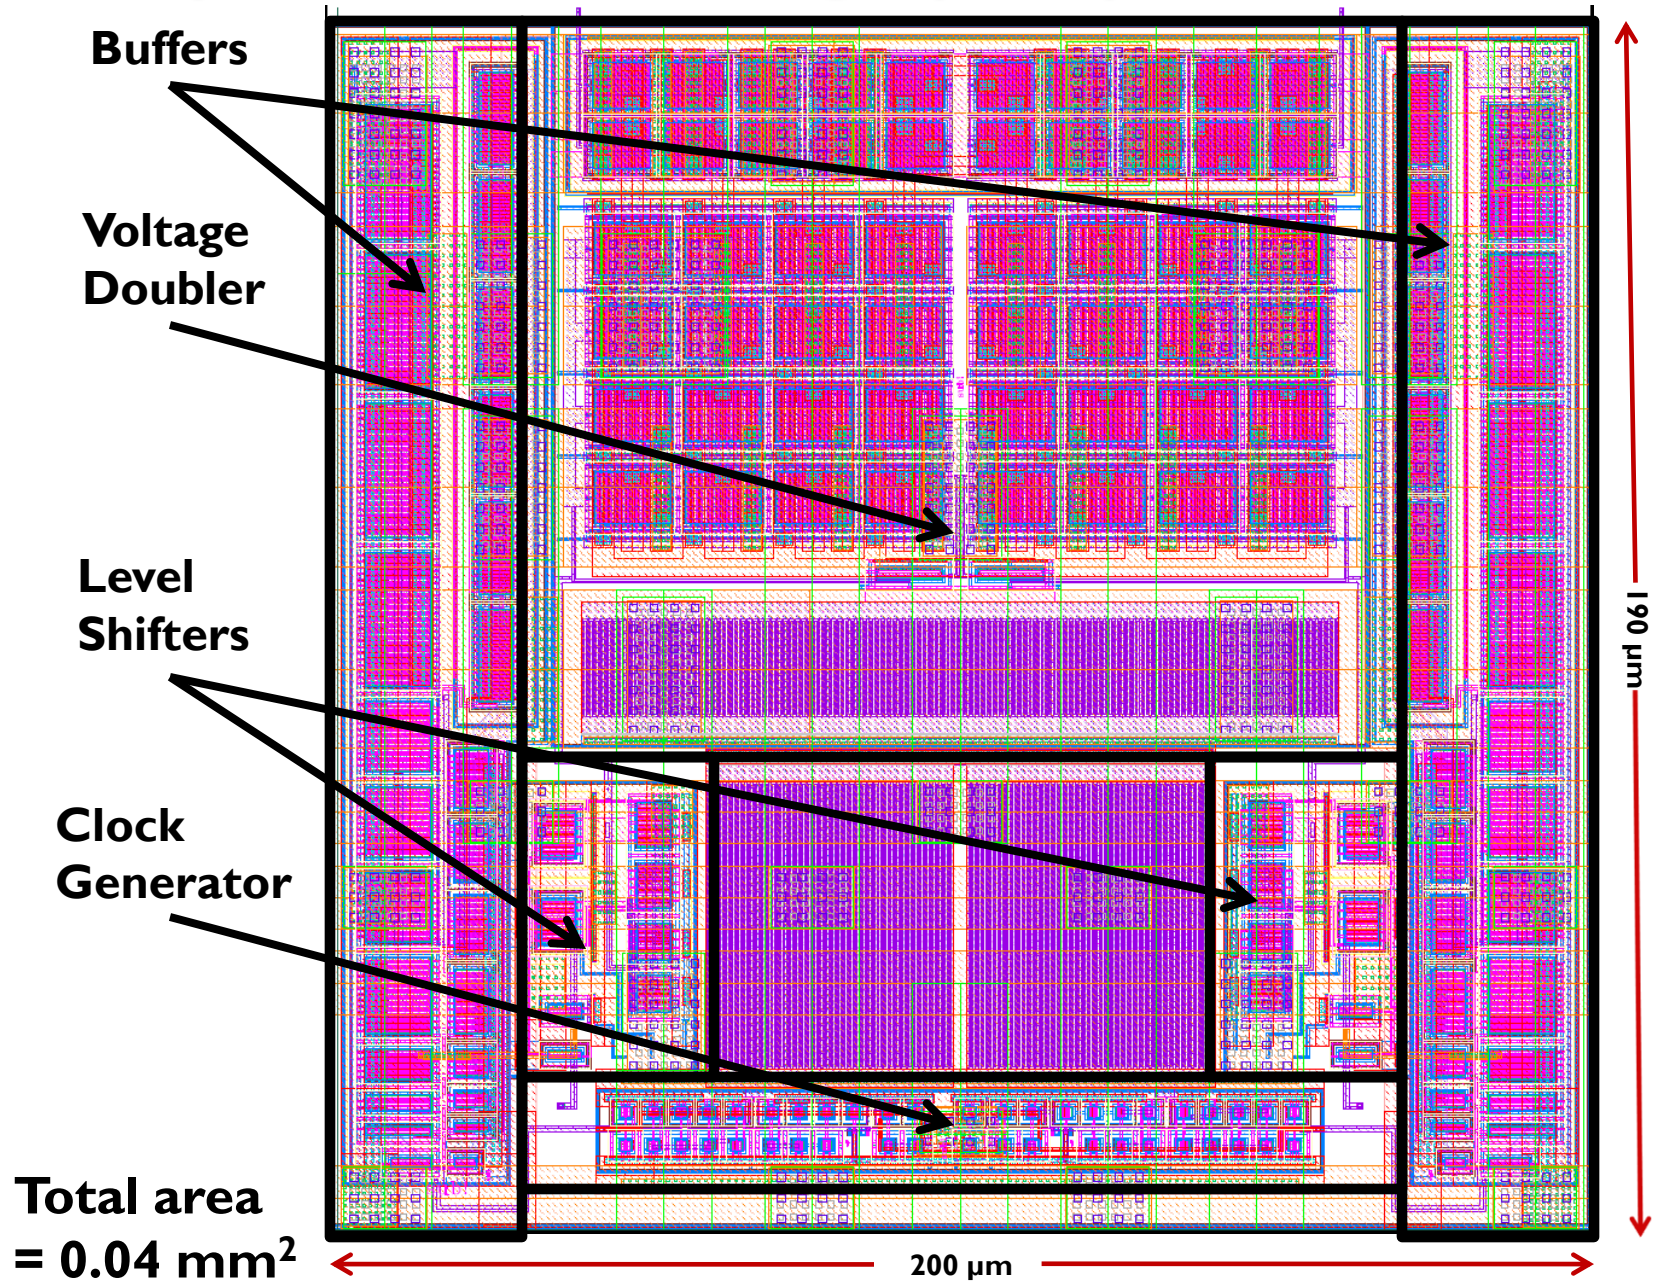 Buffers
Voltage
Doubler
Level
Shifters
Clock
Generator
Total area
= 0.04 mm²
200 µm
190 µm